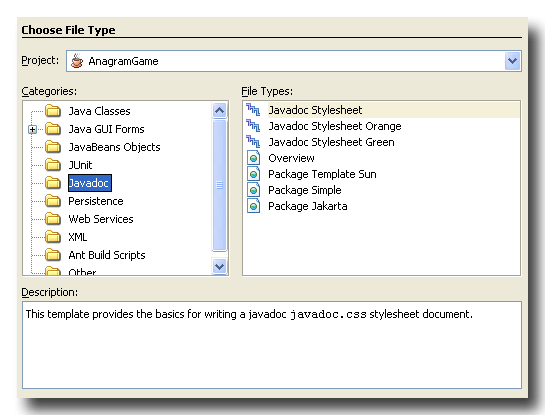 Choose File Type
Project: AnagramGame
Categories:
Java Classes
Java GUI Forms
JavaBeans Objects
JUnit
Javadoc
Persistence
Web Services
XML
Ant Build Scripts
Other
File Types:
Javadoc Stylesheet
Javadoc Stylesheet Orange
Javadoc Stylesheet Green
Overview
Package Template Sun
Package Simple
Package Jakarta
Description:
This template provides the basics for writing a javadoc javadoc.css stylesheet document.